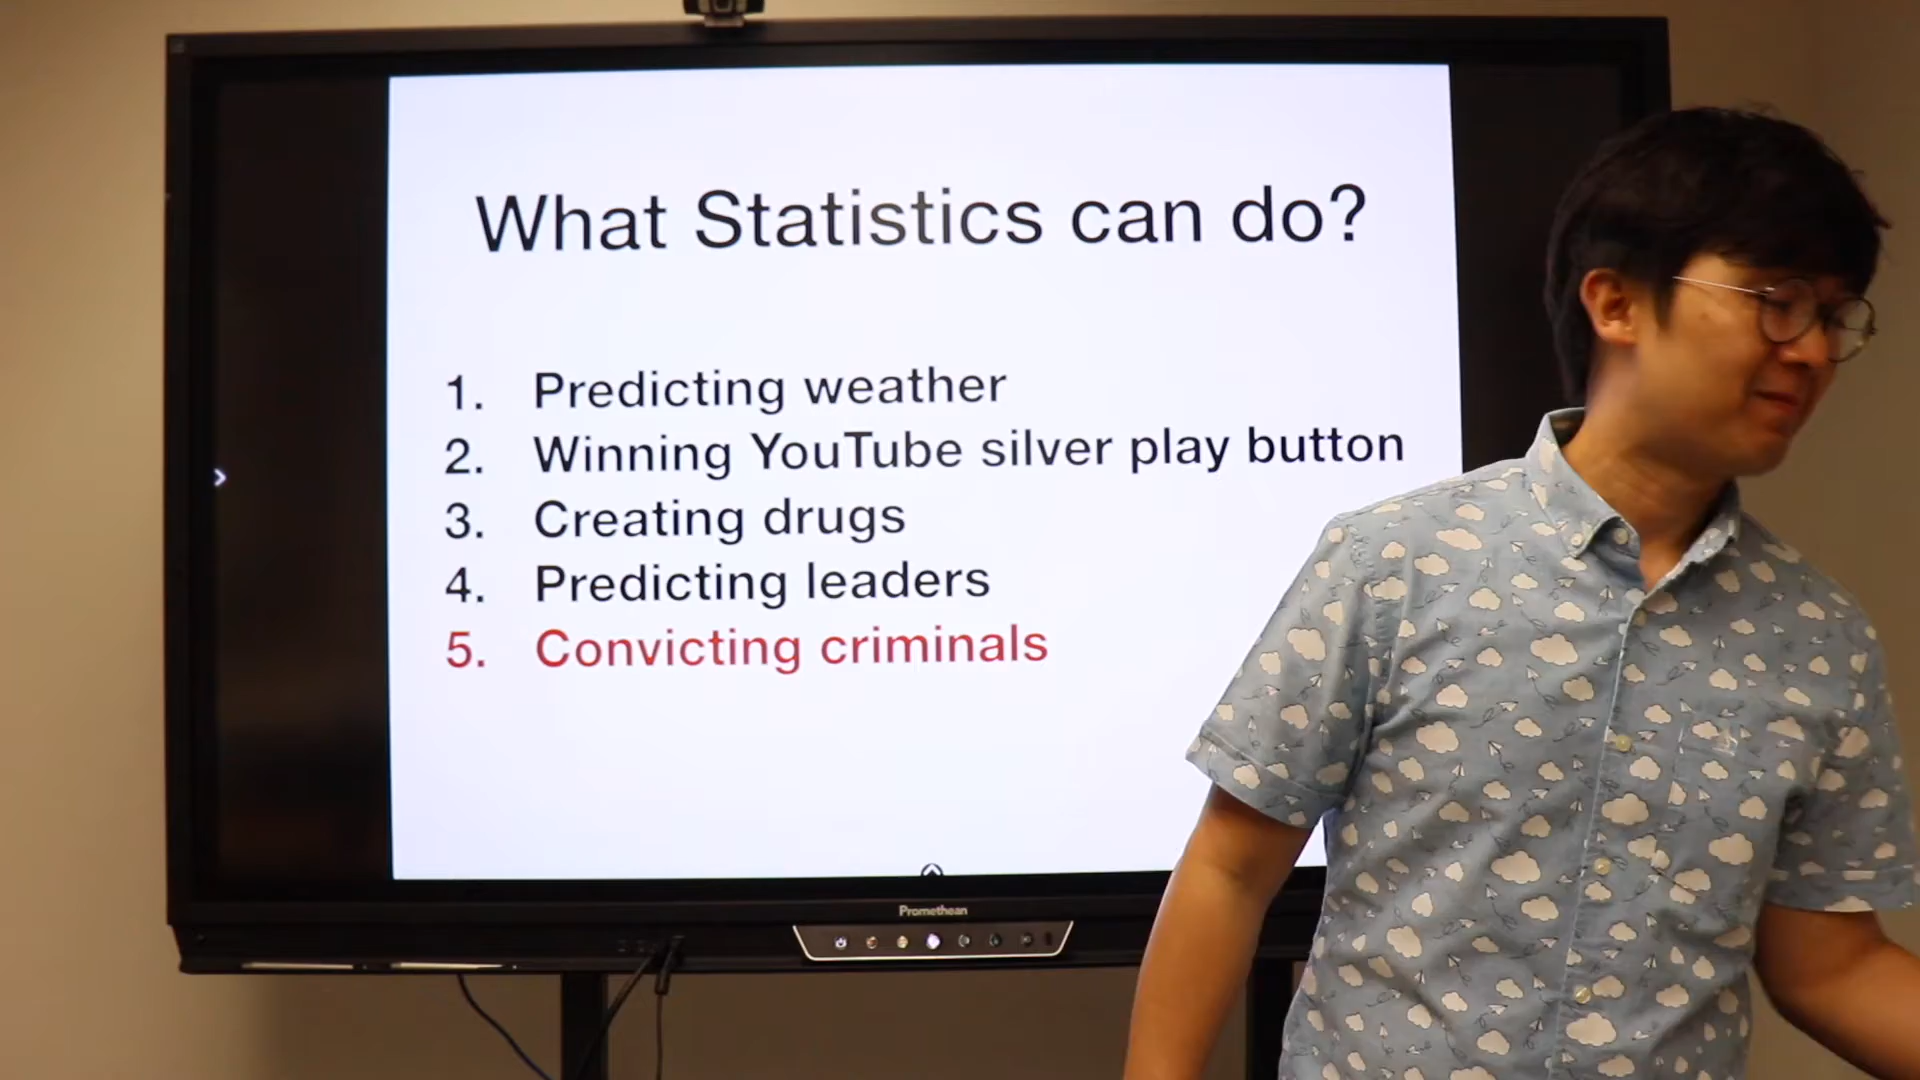 What Statistics can do?
1. Predicting weather
2. Winning YouTube silver play button
3. Creating drugs
4. Predicting leaders
5. Convicting criminals
Promethean